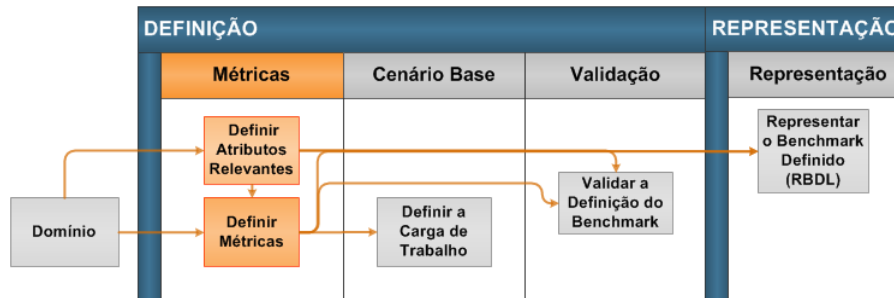 DEFINIÇÃO
REPRESENTAÇÃO
Métricas
Cenário Base
Validação
Representação
Definir
Atributos
Relevantes
Representar
o Benchmark
Definido
(RBDL)
Domínio
Definir
Métricas
Definir a
Carga de
Trabalho
Validar a
Definição do
Benchmark